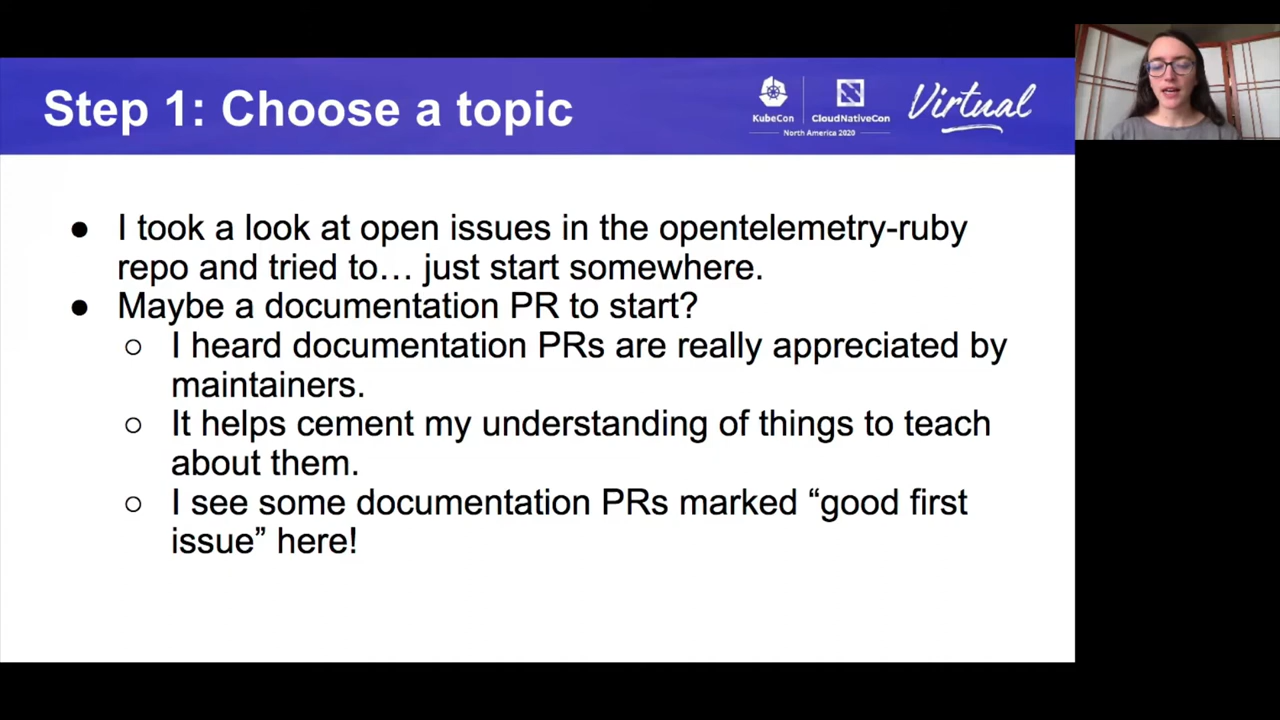 Step 1: Choose a topic
KubeCon
CloudNativeCon
North America 2020
Virtual
● I took a look at open issues in the opentelemetry-ruby
repo and tried to… just start somewhere.
● Maybe a documentation PR to start?
○ I heard documentation PRs are really appreciated by
maintainers.
○ It helps cement my understanding of things to teach
about them.
○ I see some documentation PRs marked “good first
issue” here!